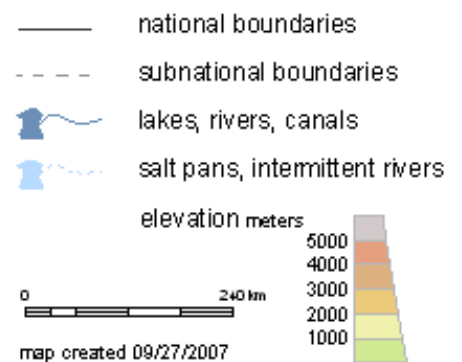 national boundaries
subnational boundaries
lakes, rivers, canals
salt pans, intermittent rivers
elevation meters
5000
4000
3000
2000
1000
0 240 km
map created 09/27/2007